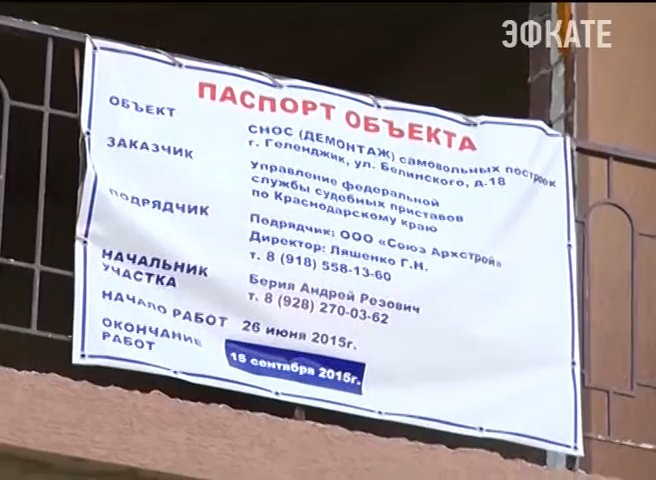 ЭФКАТЕ
ПАСПОРТ ОБЪЕКТА
ОБЪЕКТ
СНОС (ДЕМОНТАЖ) самовольных построек
г. Геленджик, ул. Белинского, д.18
ЗАКАЗЧИК
Управление федеральной
службы судебных приставов
по Краснодарскому краю
ПОДРЯДЧИК
Подрядчик: ООО «Союз Архстрой»
Директор: Ляшенко Г.Н.
т. 8 (918) 558-13-60
НАЧАЛЬНИК
УЧАСТКА
Берия Андрей Резович
т. 8 (928) 270-03-62
НАЧАЛО РАБОТ 26 июня 2015г.
ОКОНЧАНИЕ
РАБОТ
15 сентября 2015г.